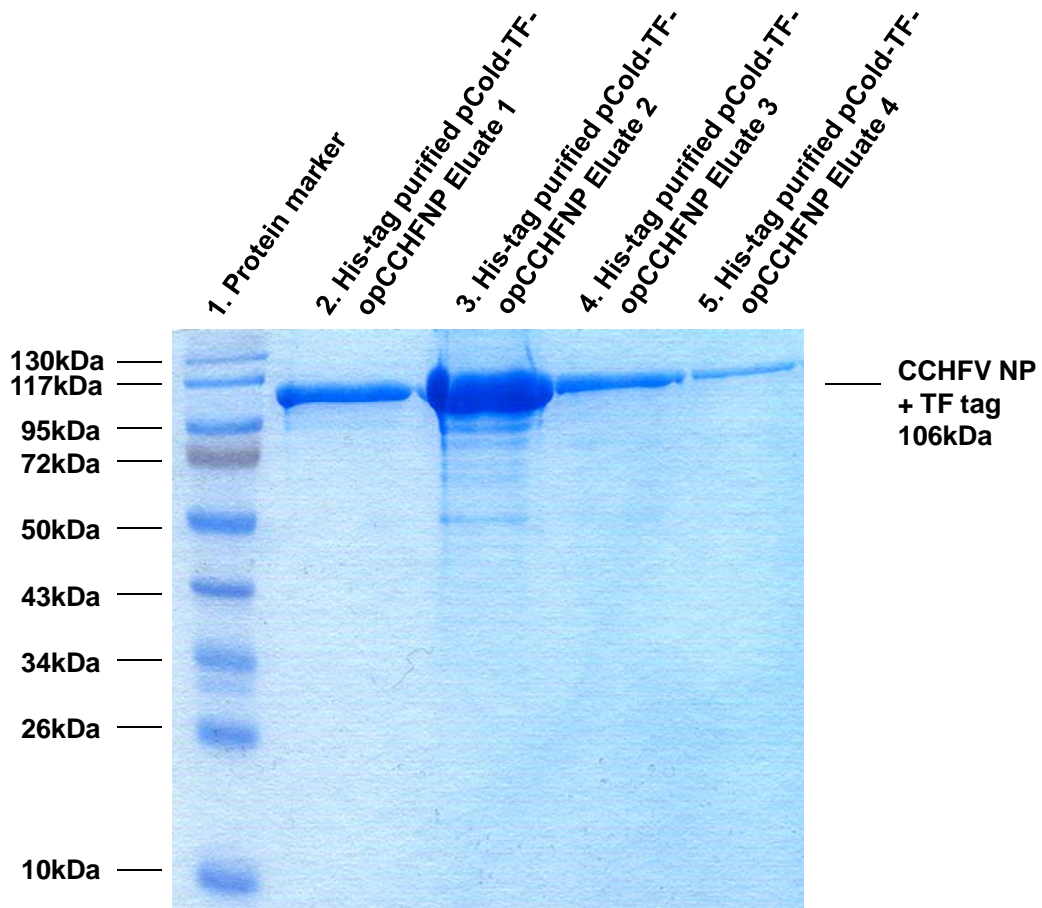 1. Protein marker
2. His-tag purified pCold-TF-
opCCHFNP Eluate 1
3. His-tag purified pCold-TF-
opCCHFNP Eluate 2
4. His-tag purified pCold-TF-
opCCHFNP Eluate 3
5. His-tag purified pCold-TF-
opCCHFNP Eluate 4
130kDa
117kDa
95kDa
72kDa
50kDa
43kDa
34kDa
26kDa
10kDa
CCHFV NP
+ TF tag
106kDa